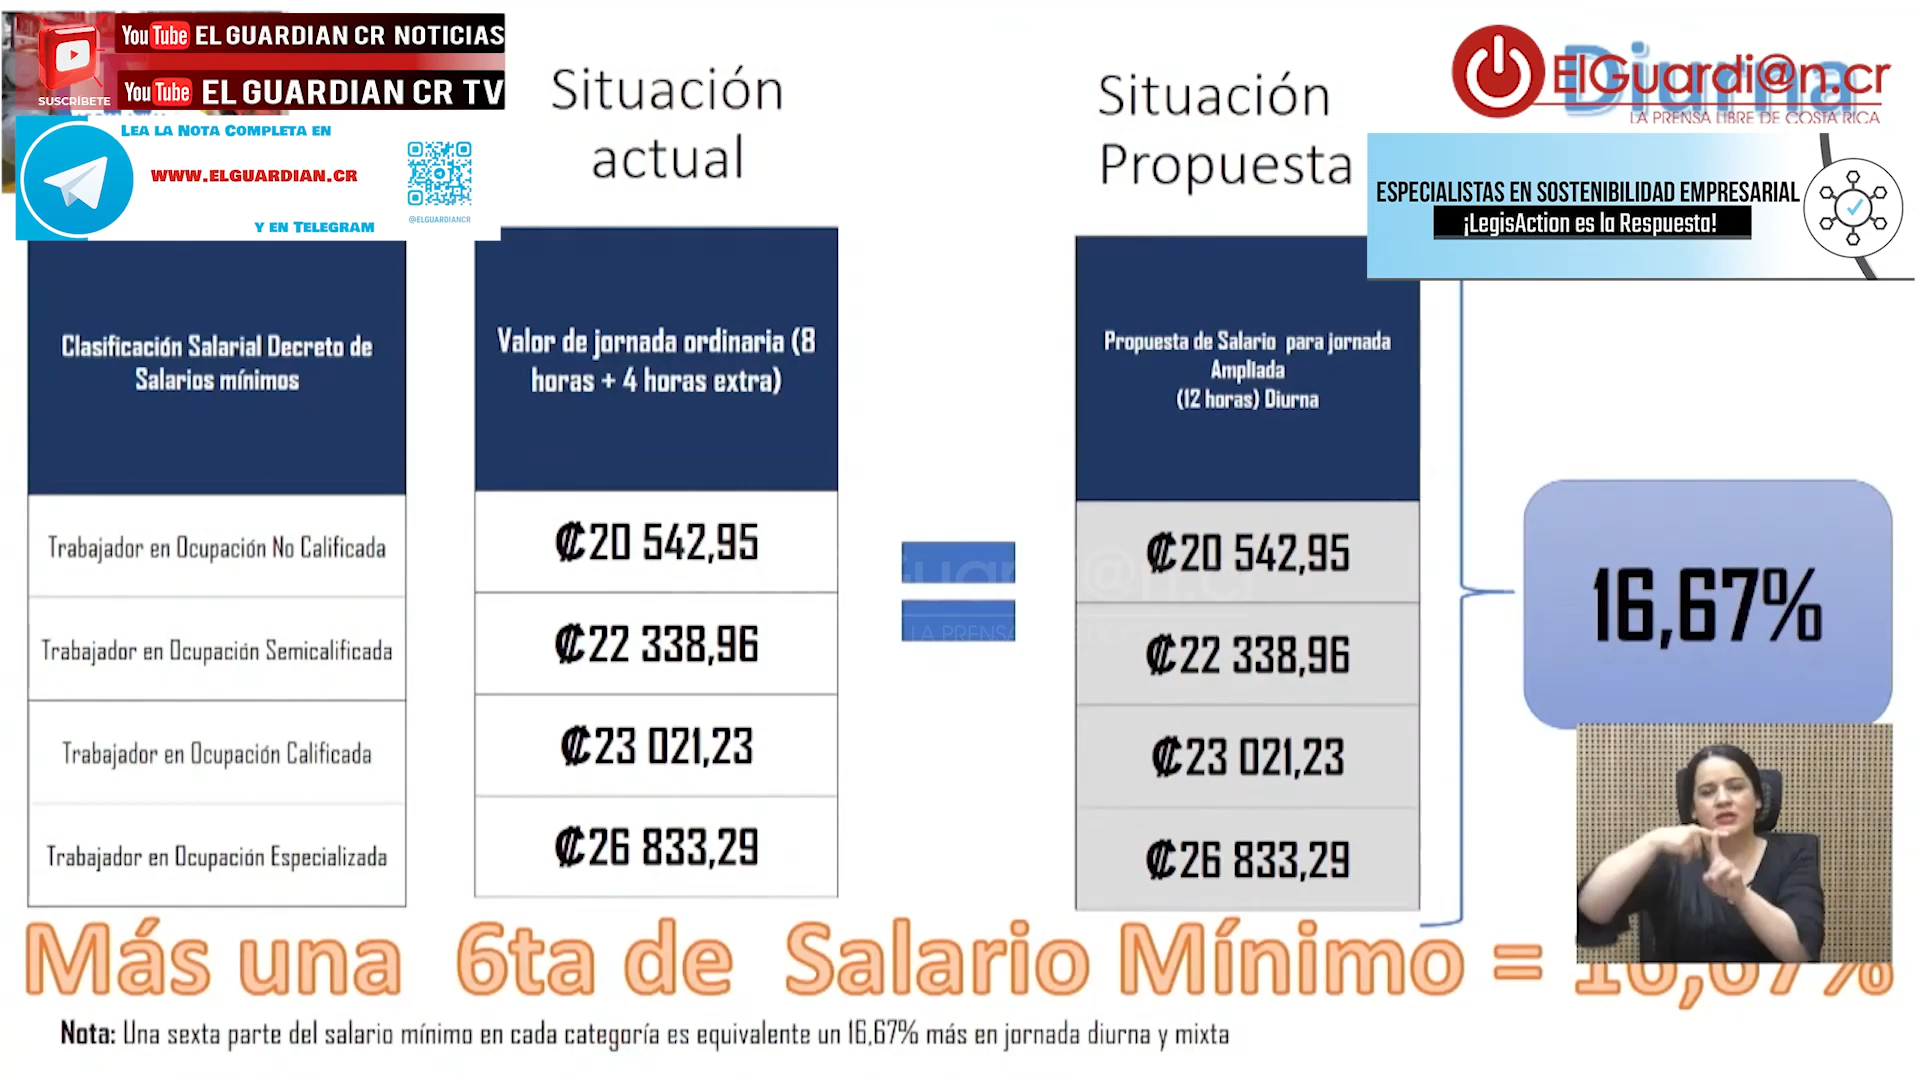 YouTube EL GUARDIAN CR NOTICIAS
YouTube EL GUARDIAN CR TV
SUSCRÍBETE
LEA LA NOTA COMPLETA EN
WWW.ELGUARDIAN.CR
Y EN TELEGRAM
@ELGUARDIANCR
Situación
actual
Situación
Propuesta
Diurna
ElGuardi@n.cr
LA PRENSA LIBRE DE COSTA RICA
ESPECIALISTAS EN SOSTENIBILIDAD EMPRESARIAL
¡LegisAction es la Respuesta!
Clasificación Salarial Decreto de
Salarios mínimos
Valor de jornada ordinaria (8
horas + 4 horas extra)
Propuesta de Salario para jornada
Ampliada
(12 horas) Diurna
Trabajador en Ocupación No Calificada
₡20 542,95
₡20 542,95
Trabajador en Ocupación Semicalificada
₡22 338,96
₡22 338,96
Trabajador en Ocupación Calificada
₡23 021,23
₡23 021,23
Trabajador en Ocupación Especializada
₡26 833,29
₡26 833,29
16,67%
Más una 6ta de Salario Mínimo = 16,67%
Nota: Una sexta parte del salario mínimo en cada categoría es equivalente un 16,67% más en jornada diurna y mixta